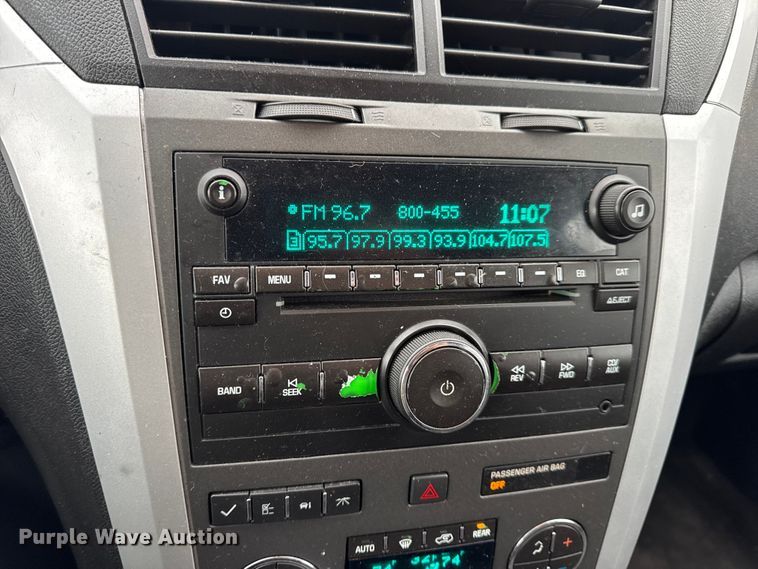 FM 96.7 800-455 11:07
3 95.7 97.9 99.3 93.9 104.7 107.5
FAV MENU EQ CAT
EJECT
BAND SEEK REV FWD CD/AUX
PASSENGER AIR BAG
OFF
AUTO REAR
74
Purple Wave Auction